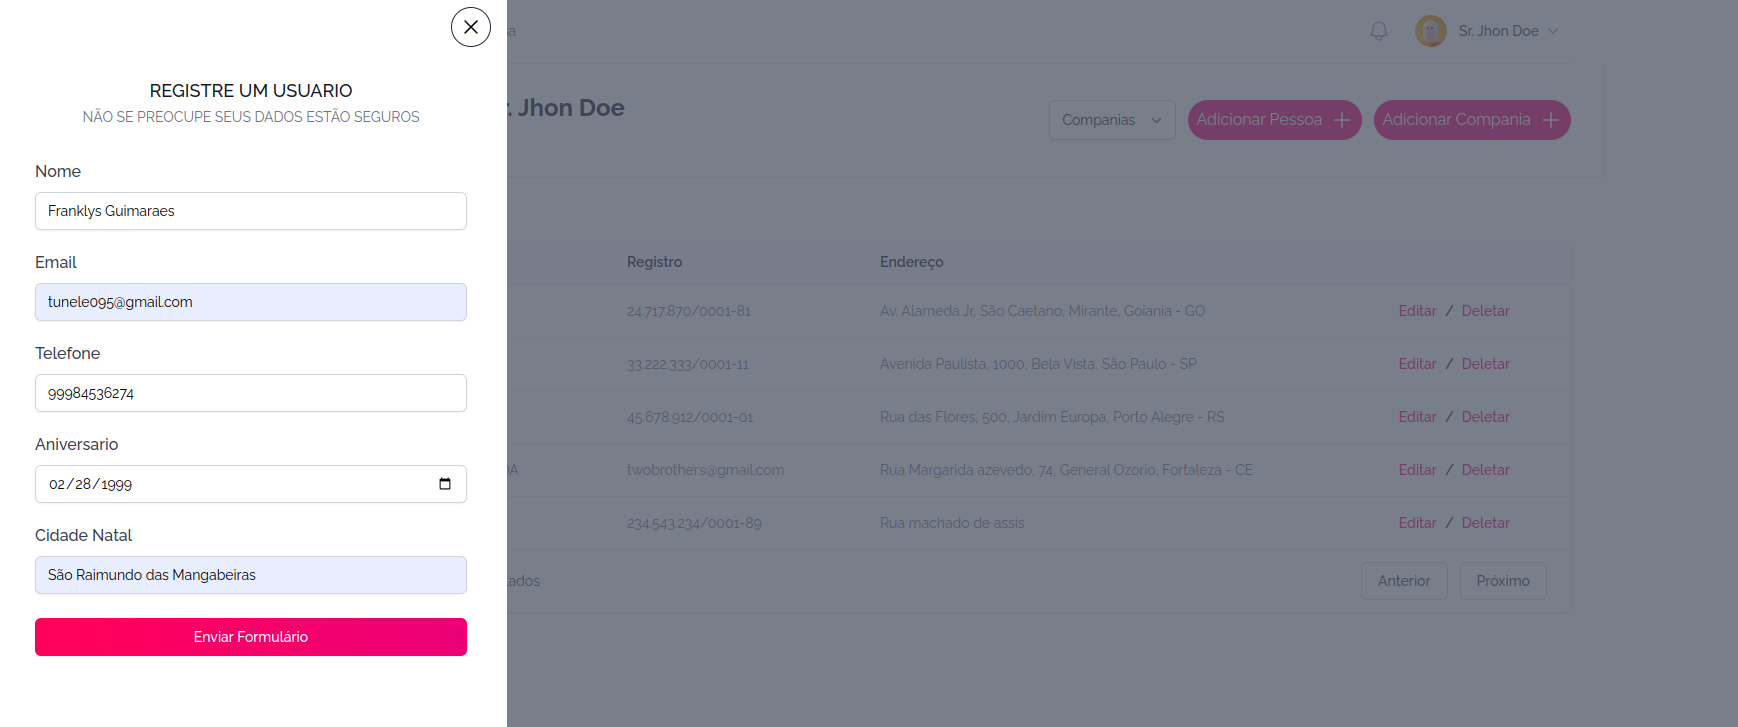 REGISTRE UM USUARIO
NÃO SE PREOCUPE SEUS DADOS ESTÃO SEGUROS
Nome
Franklys Guimaraes
Email
tunele095@gmail.com
Telefone
99984536274
Aniversario
02/28/1999
Cidade Natal
São Raimundo das Mangabeiras
Enviar Formulário
Sr. Jhon Doe
Jhon Doe
Companias
Adicionar Pessoa
Adicionar Compania
Registro Endereço
24.717.870/0001-81 Av. Alameda Jr, São Caetano, Mirante, Goiania - GO Editar / Deletar
33.222.333/0001-11 Avenida Paulista, 1000, Bela Vista, São Paulo - SP Editar / Deletar
45.678.912/0001-01 Rua das Flores, 500, Jardim Europa, Porto Alegre - RS Editar / Deletar
twobrothers@gmail.com Rua Margarida azevedo, 74, General Ozorio, Fortaleza - CE Editar / Deletar
234.543.234/0001-89 Rua machado de assis Editar / Deletar
Anterior Próximo